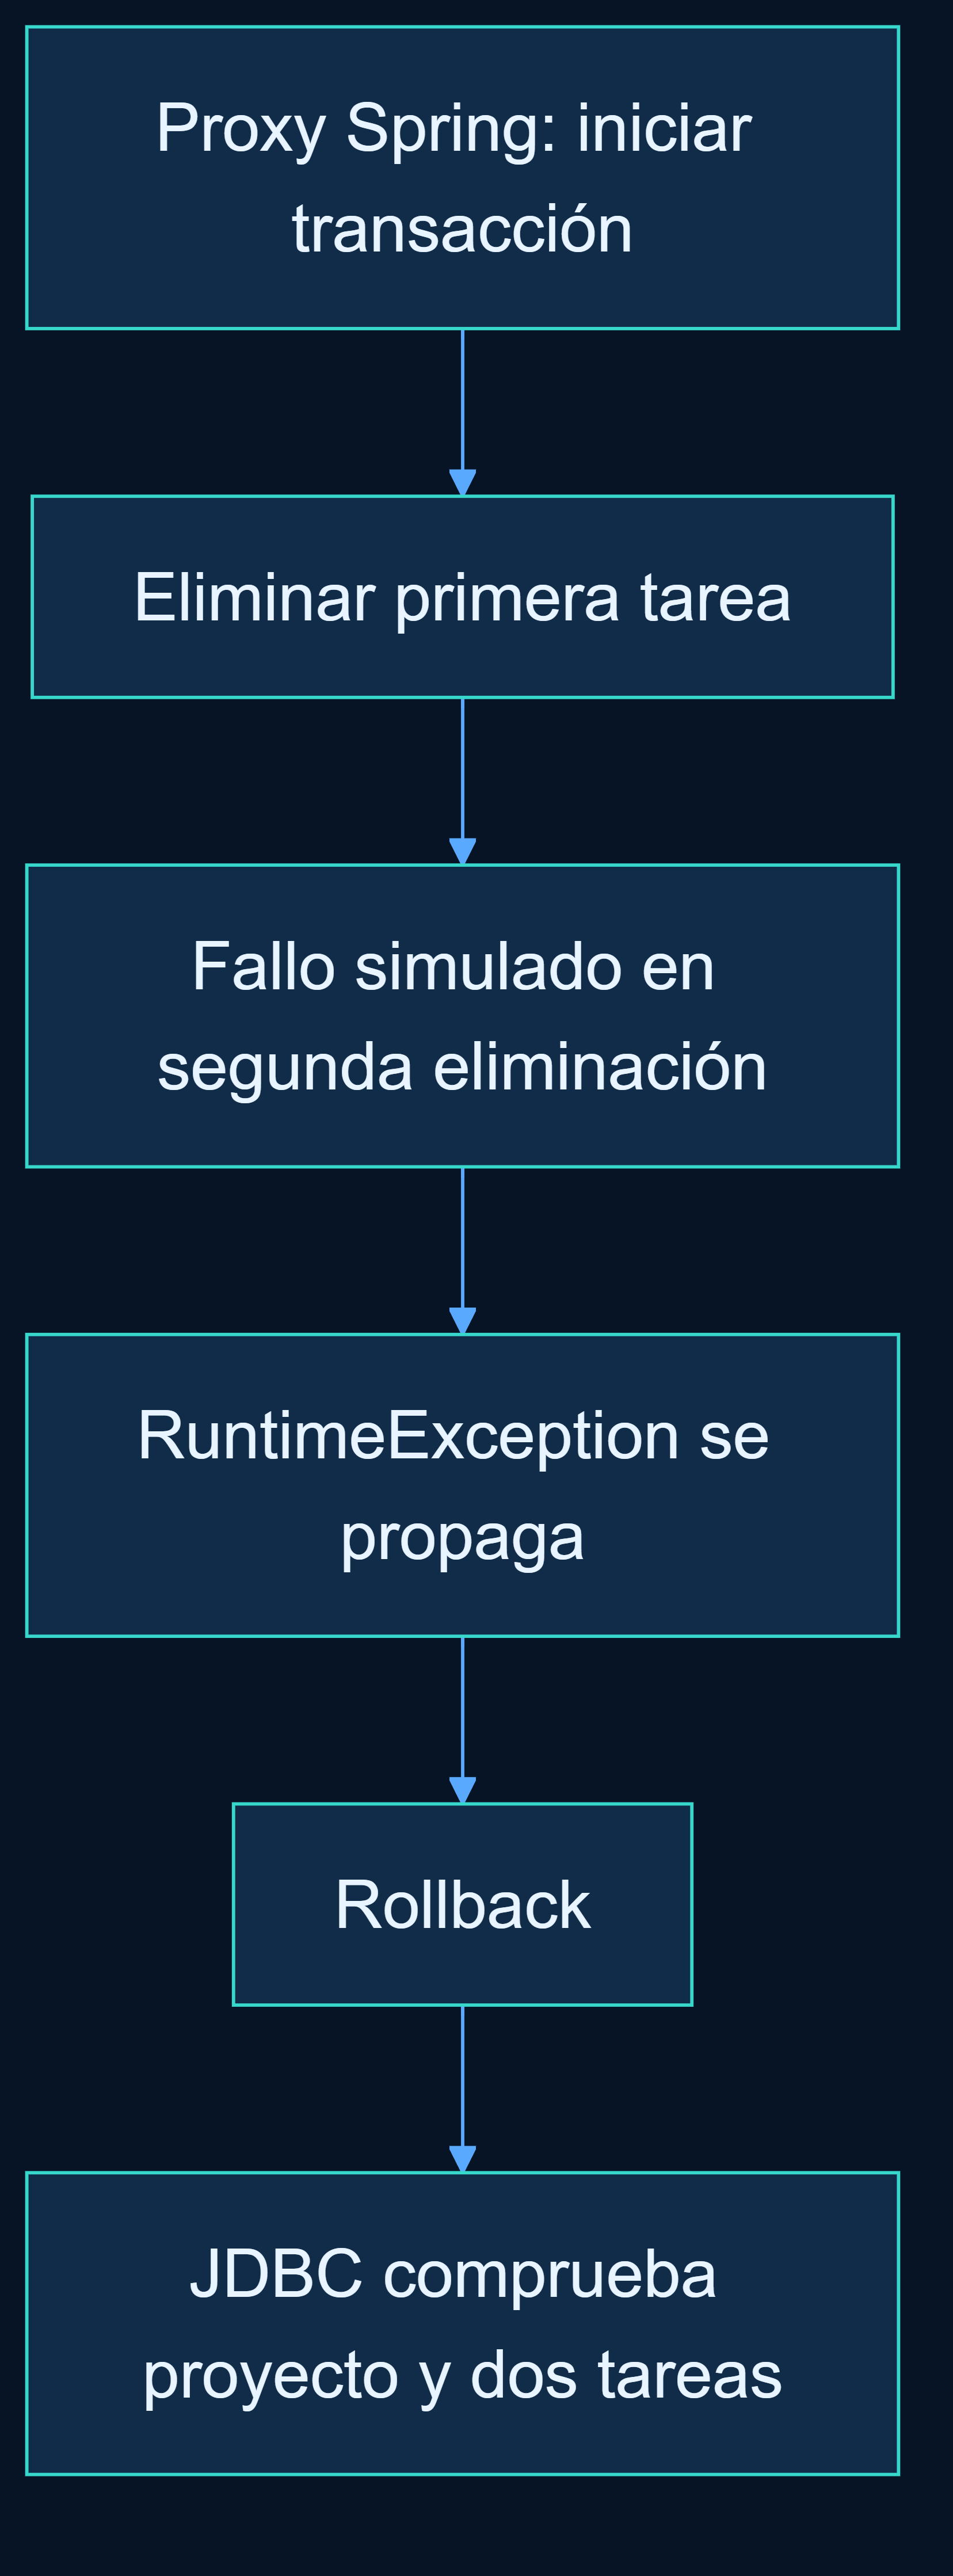 Proxy Spring: iniciar
transacción
Eliminar primera tarea
Fallo simulado en
segunda eliminación
RuntimeException se
propaga
Rollback
JDBC comprueba
proyecto y dos tareas